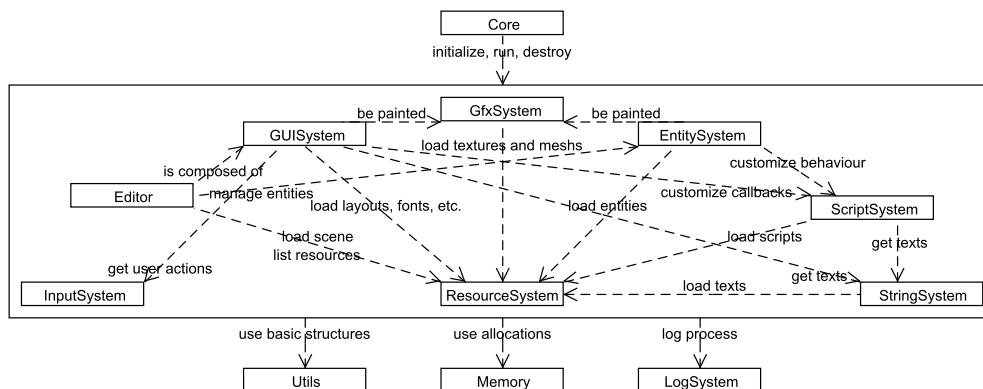 Core
initialize, run, destroy
be painted
GfxSystem
be painted
GUISystem
EntitySystem
load textures and meshs
customize behaviour
is composed of
Editor
manage entities
customize callbacks
load layouts, fonts, etc.
load entities
ScriptSystem
load scene
load scripts
get texts
list resources
get user actions
get texts
InputSystem
ResourceSystem
load texts
StringSystem
use basic structures
use allocations
log process
Utils
Memory
LogSystem